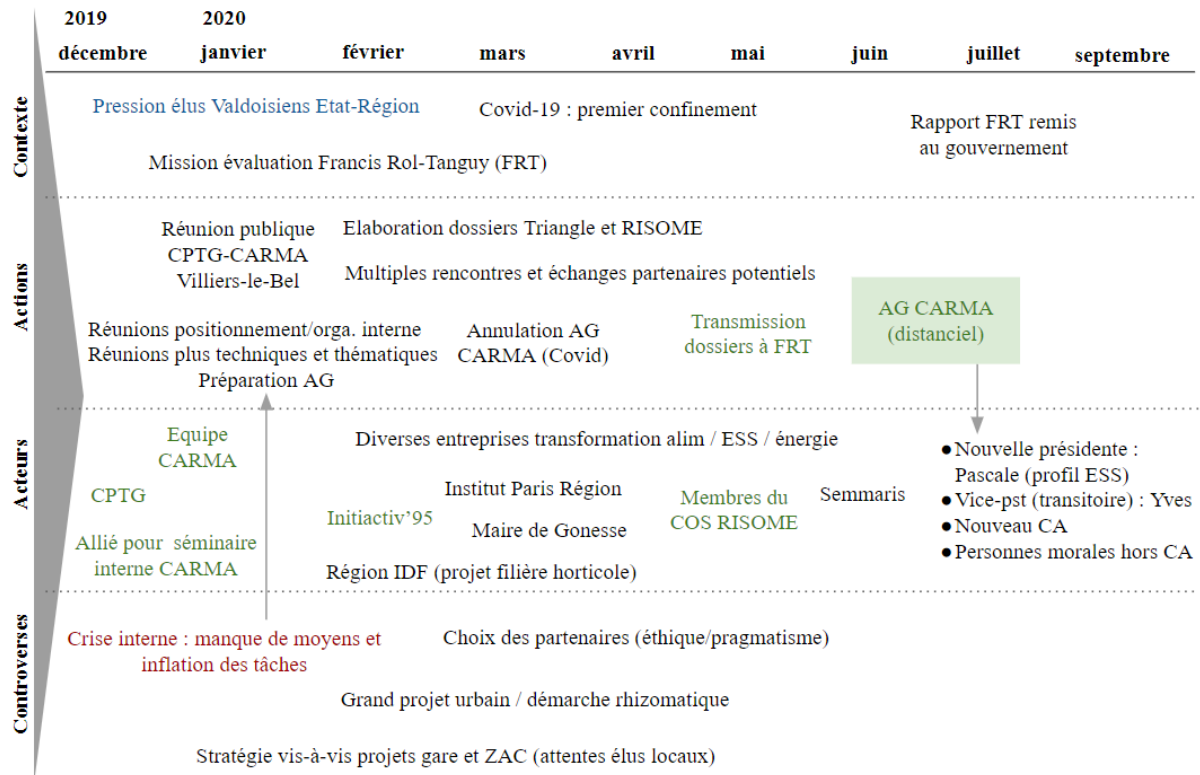 2019 2020
décembre janvier février mars avril mai juin juillet septembre
Contexte
Pression élus Valdoisiens Etat-Région
Covid-19 : premier confinement
Mission évaluation Francis Rol-Tanguy (FRT)
Rapport FRT remis
au gouvernement
Actions
Réunion publique
CPTG-CARMA
Villiers-le-Bel
Elaboration dossiers Triangle et RISOME
Multiples rencontres et échanges partenaires potentiels
Réunions positionnement/orga. interne
Réunions plus techniques et thématiques
Préparation AG
Annulation AG
CARMA (Covid)
Transmission
dossiers à FRT
AG CARMA
(distanciel)
Acteurs
Equipe
CARMA
CPTG
Allié pour séminaire
interne CARMA
Diverses entreprises transformation alim / ESS / énergie
Initiactiv’95
Institut Paris Région
Maire de Gonesse
Région IDF (projet filière horticole)
Membres du
COS RISOME
Semmaris
● Nouvelle présidente :
Pascale (profil ESS)
● Vice-pst (transitoire) : Yves
● Nouveau CA
● Personnes morales hors CA
Controverses
Crise interne : manque de moyens et
inflation des tâches
Choix des partenaires (éthique/pragmatisme)
Grand projet urbain / démarche rhizomatique
Stratégie vis-à-vis projets gare et ZAC (attentes élus locaux)